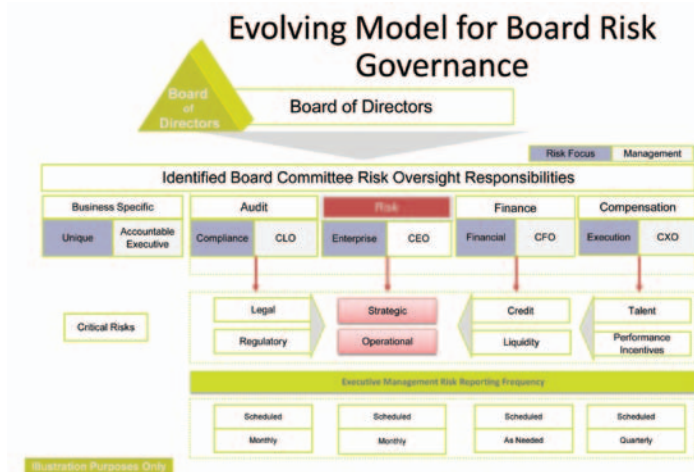 Evolving Model for Board Risk
Governance
Board
of
Directors
Board of Directors
Risk Focus
Management
Identified Board Committee Risk Oversight Responsibilities
Business Specific
Audit
Risk
Finance
Compensation
Unique
Accountable
Executive
Compliance
CLO
Enterprise
CEO
Financial
CFO
Execution
CXO
Critical Risks
Legal
Strategic
Credit
Talent
Regulatory
Operational
Liquidity
Performance
Incentives
Executive Management Risk Reporting Frequency
Scheduled
Scheduled
Scheduled
Scheduled
Monthly
Monthly
As Needed
Quarterly
Illustration Purposes Only